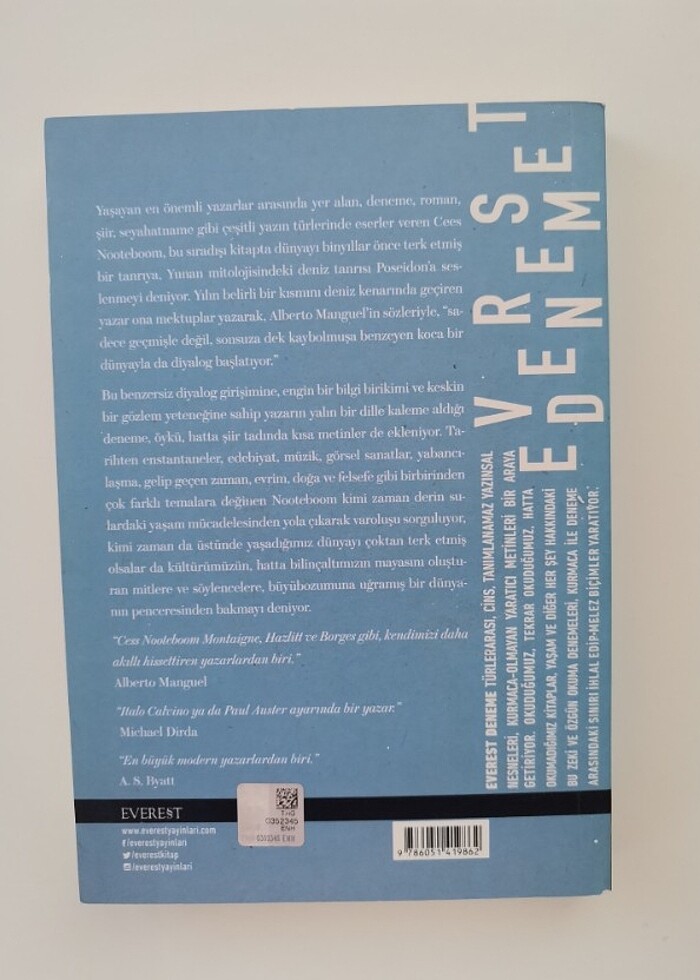 Yaşayan en önemli yazarlar arasında yer alan, deneme, roman,
şiir, seyahatname gibi çeşitli yazın türlerinde eserler veren Cees
Nooteboom, bu sıradışı kitapta dünyayı binyıllar önce terk etmiş
bir tanrıya, Yunan mitolojisindeki deniz tanrısı Poseidon'a ses-
lenmeyi deniyor. Yılın belirli bir kısmını deniz kenarında geçiren
yazar ona mektuplar yazarak, Alberto Manguel'in sözleriyle, "sa-
dece geçmişle değil, sonsuza dek kaybolmuşa benzeyen koca bir
dünyayla da diyalog başlatıyor."
Bu benzersiz diyalog girişimine, engin bir bilgi birikimi ve keskin
bir gözlem yeteneğine sahip yazarın yalın bir dille kaleme aldığı
deneme, öykü, hatta şiir tadında kısa metinler de ekleniyor. Ta-
rihten enstantaneler, edebiyat, müzik, görsel sanatlar, yabancı-
laşma, gelip geçen zaman, evrim, doğa ve felsefe gibi birbirinden
çok farklı temalara değinen Nooteboom kimi zaman derin su-
lardaki yaşam mücadelesinden yola çıkarak varoluşu sorguluyor,
kimi zaman da üstünde yaşadığımız dünyayı çoktan terk etmiş
olsalar da kültürümüzün, hatta bilinçaltımızın mayasını oluştu-
ran mitlere ve söylencelere, büyübozumuna uğramış bir dünya-
nın penceresinden bakmayı deniyor.
"Cess Nooteboom Montaigne, Hazlitt ve Borges gibi, kendimizi daha
akıllı hissettiren yazarlardan biri."
Alberto Manguel
"Italo Calvino ya da Paul Auster ayarında bir yazar."
Michael Dirda
"En büyük modern yazarlardan biri."
A. S. Byatt
EVEREST
www.everestyayinlari.com
f/everestyayinlari
/everestkitap
/everestyayinlari
0352345
ENH
9 786051 419862
EVEREST
DENEME
EVEREST DENEME TÜRLERARASI, CİNS, TANIMLANAMAZ YAZINSAL
NESNELERİ, KURMACA-OLMAYAN YARATICI METİNLERİ BİR ARAYA
GETİRİYOR. OKUDUĞUMUZ, TEKRAR OKUDUĞUMUZ, HATTA
OKUMADIĞIMIZ KİTAPLAR, YAŞAM VE DİĞER HER ŞEY HAKKINDAKİ
BU ZEKİ VE ÖZGÜN OKUMA DENEMELERİ, KURMACA İLE DENEME
ARASINDAKİ SINIRI İHLAL EDİP-MELEZ BİÇİMLER YARATIYOR.